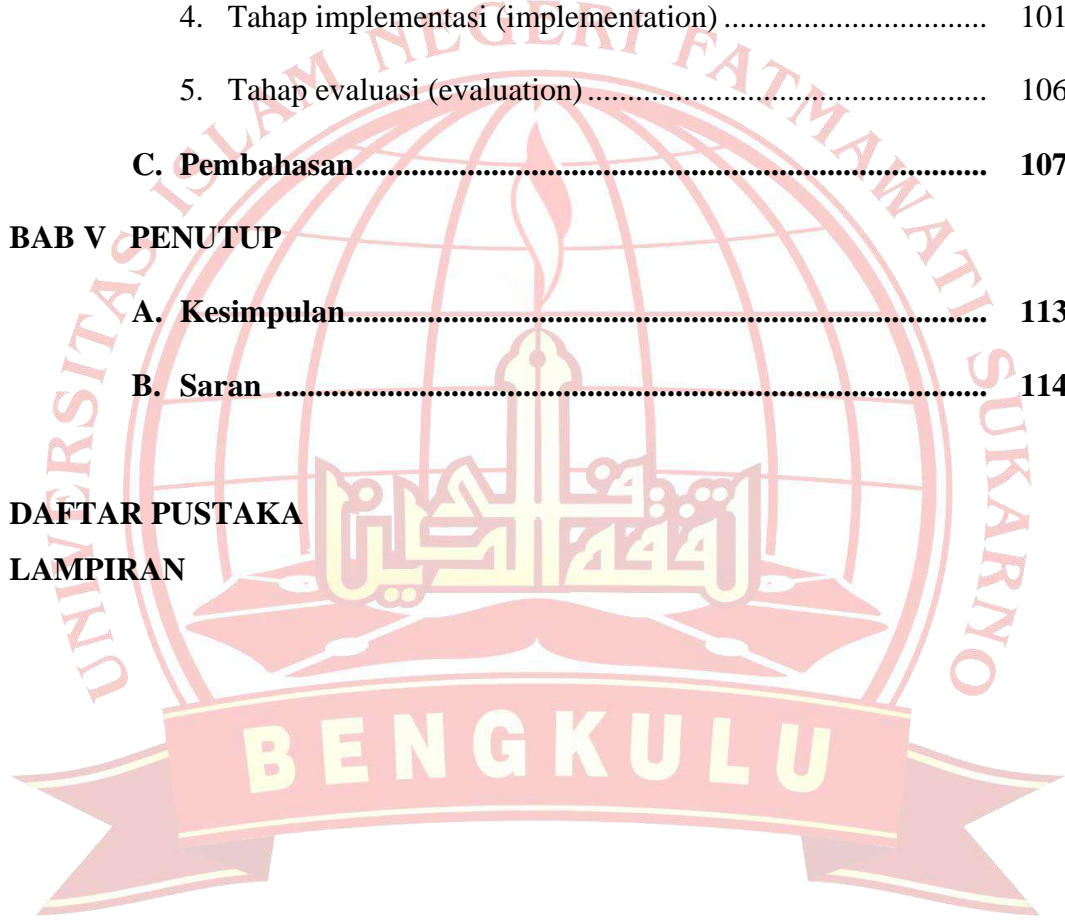 4. Tahap implementasi (implementation) ................................. 101
5. Tahap evaluasi (evaluation) .................................................. 106
C. Pembahasan............................................................................... 107
BAB V PENUTUP
A. Kesimpulan................................................................................ 113
B. Saran ......................................................................................... 114
DAFTAR PUSTAKA
LAMPIRAN
UNIVERSITAS ISLAM NEGERI FATMAWATI SUKARNO
BENGKULU